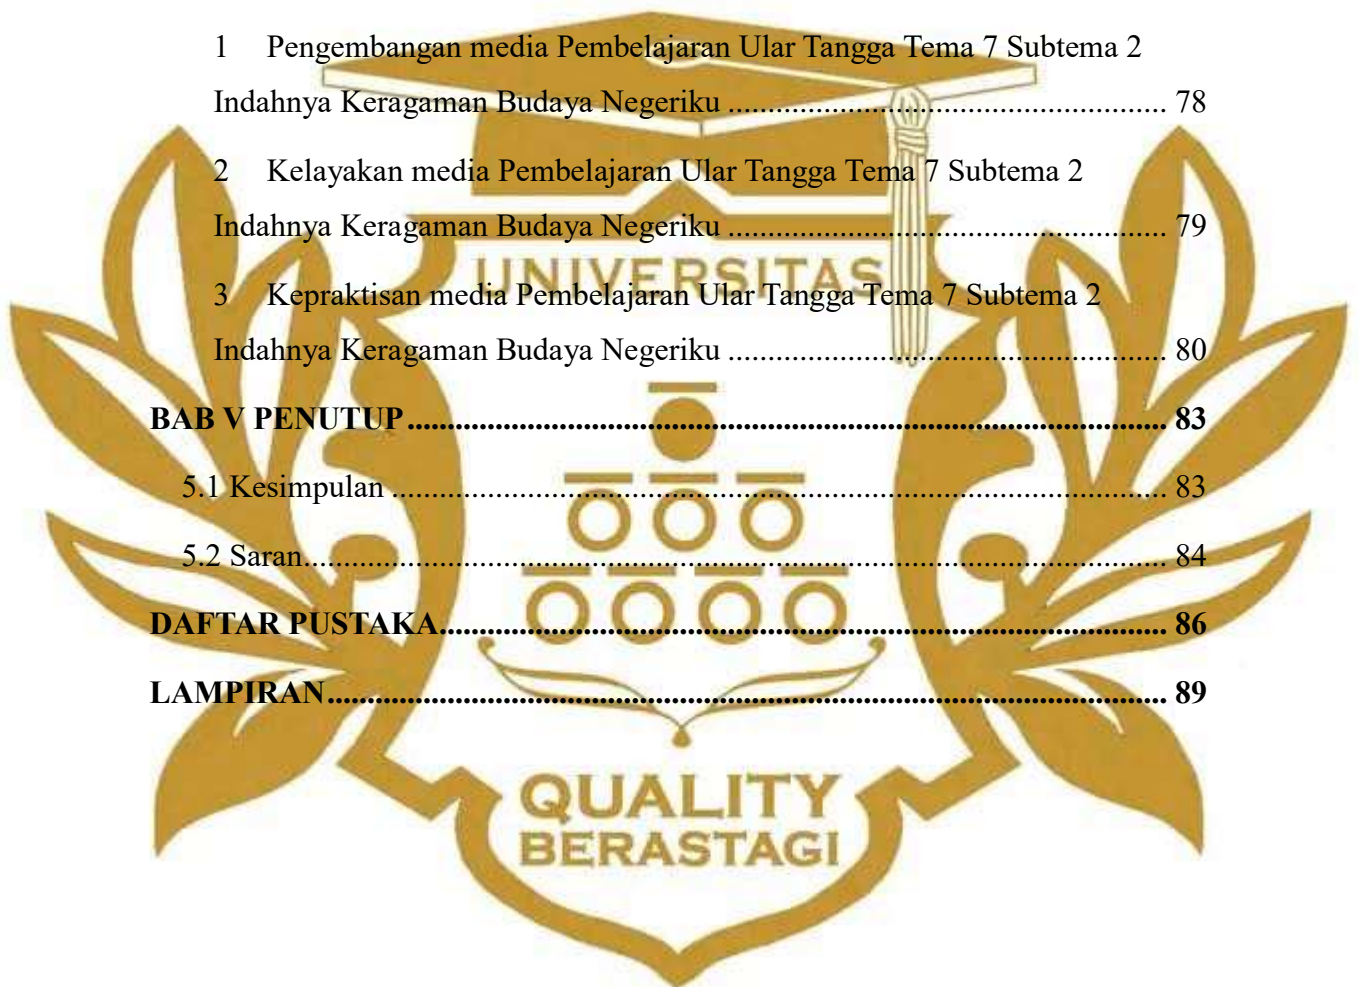 1 Pengembangan media Pembelajaran Ular Tangga Tema 7 Subtema 2
Indahnya Keragaman Budaya Negeriku ........................................................ 78
2 Kelayakan media Pembelajaran Ular Tangga Tema 7 Subtema 2
Indahnya Keragaman Budaya Negeriku ........................................................ 79
UNIVERSITAS
3 Kepraktisan media Pembelajaran Ular Tangga Tema 7 Subtema 2
Indahnya Keragaman Budaya Negeriku ........................................................ 80
BAB V PENUTUP ................................................................................................ 83
5.1 Kesimpulan .................................................................................................... 83
5.2 Saran............................................................................................................... 84
DAFTAR PUSTAKA............................................................................................ 86
LAMPIRAN.......................................................................................................... 89
QUALITY
BERASTAGI